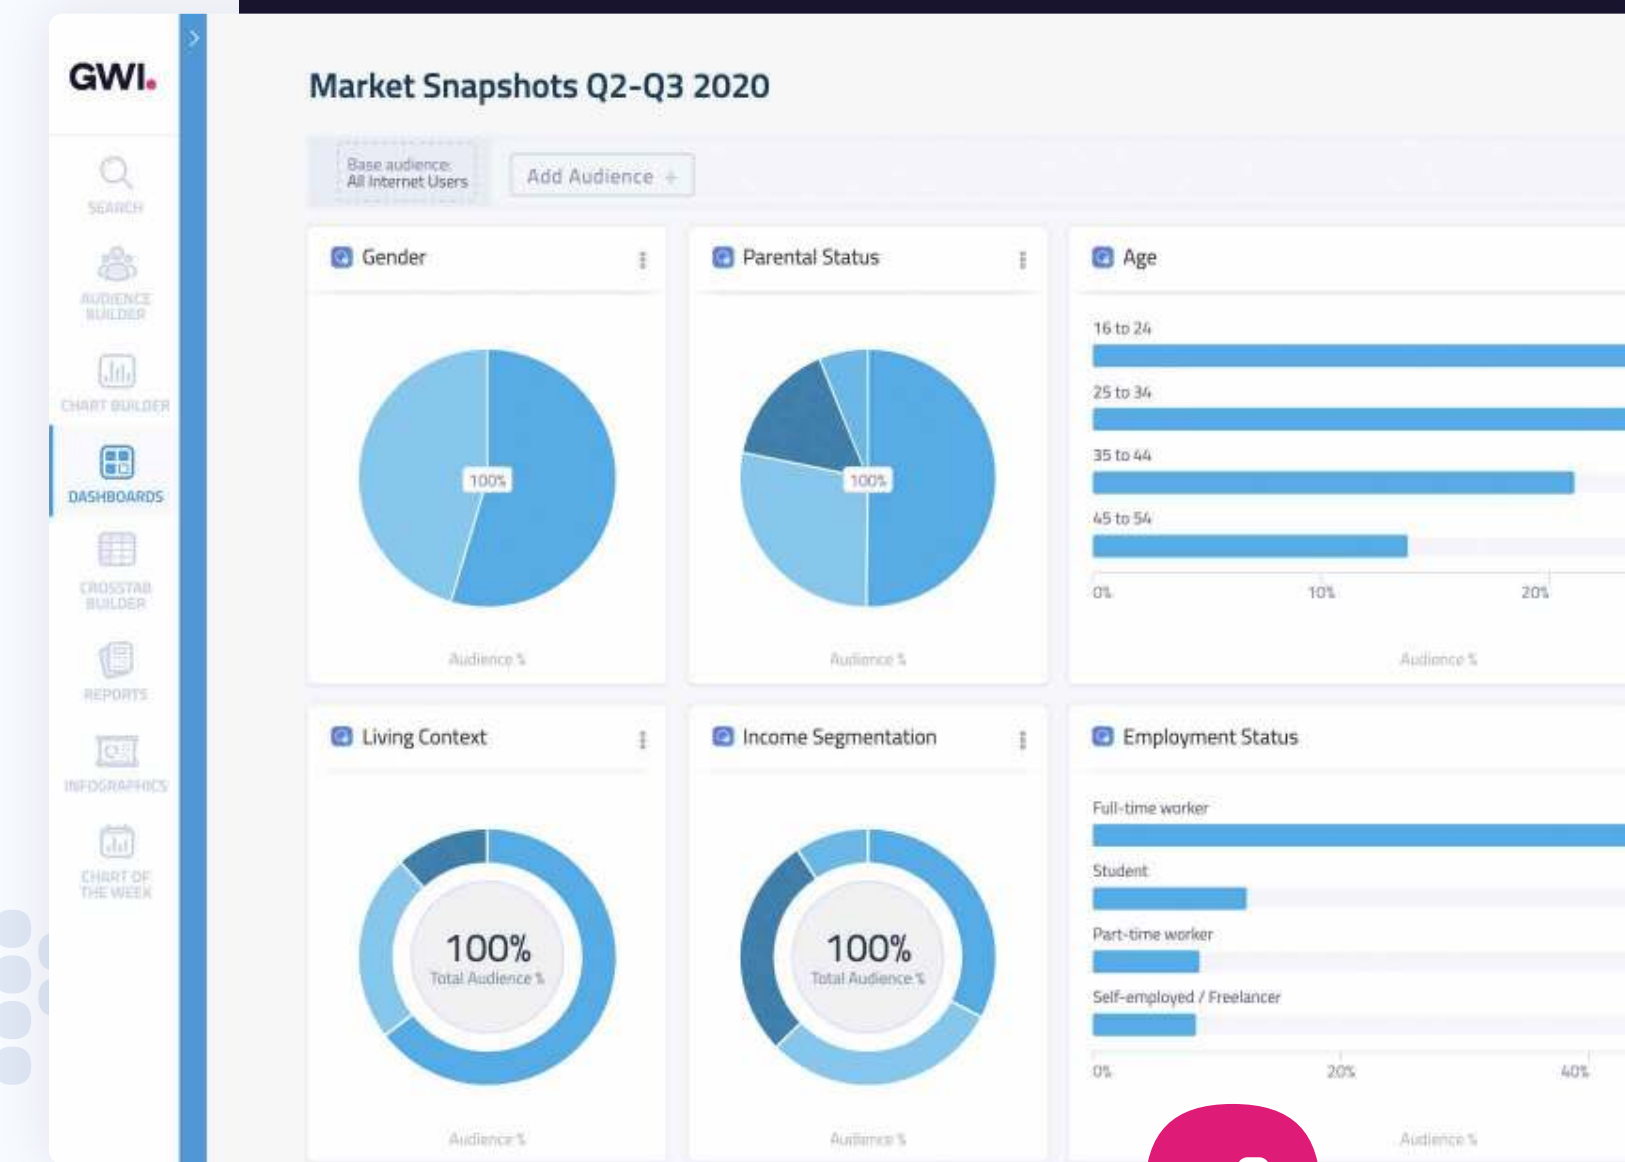 GWI.
SEARCH
AUDIENCE
BUILDER
CHART BUILDER
DASHBOARDS
CROSSTAB
BUILDER
REPORTS
INFOGRAPHICS
CHART OF
THE WEEK
Market Snapshots Q2-Q3 2020
Base audience:
All Internet Users
Add Audience +
Gender
100%
Audience %
Parental Status
100%
Audience %
Age
16 to 24
25 to 34
35 to 44
45 to 54
0% 10% 20%
Audience %
Living Context
100%
Total Audience %
Audience %
Income Segmentation
100%
Total Audience %
Audience %
Employment Status
Full-time worker
Student
Part-time worker
Self-employed / Freelancer
0% 20% 40%
Audience %